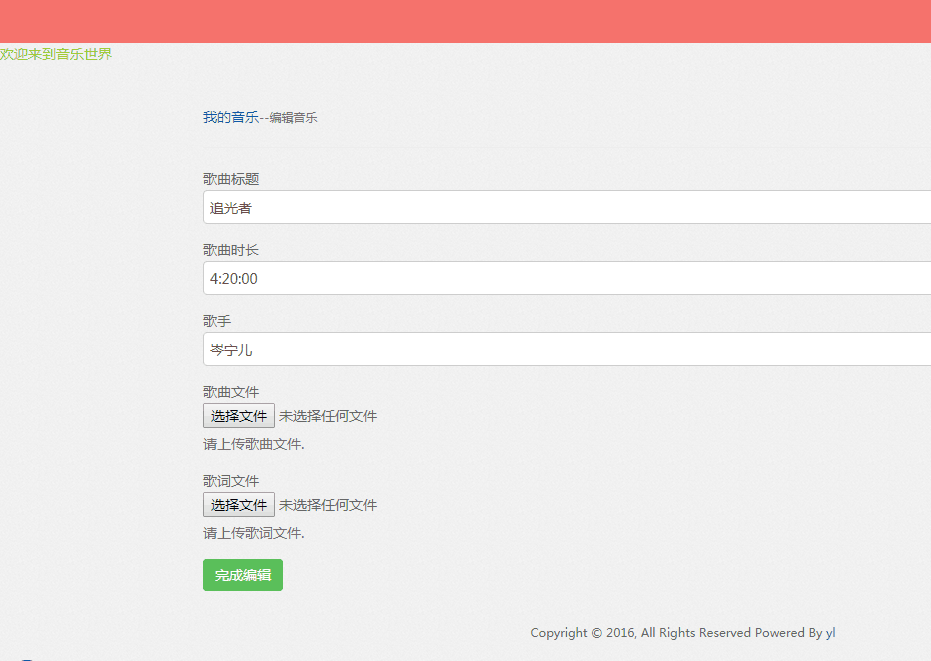 欢迎来到音乐世界
我的音乐--编辑音乐
歌曲标题
追光者
歌曲时长
4:20:00
歌手
岑宁儿
歌曲文件
选择文件 未选择任何文件
请上传歌曲文件.
歌词文件
选择文件 未选择任何文件
请上传歌词文件.
完成编辑
Copyright © 2016, All Rights Reserved Powered By yl